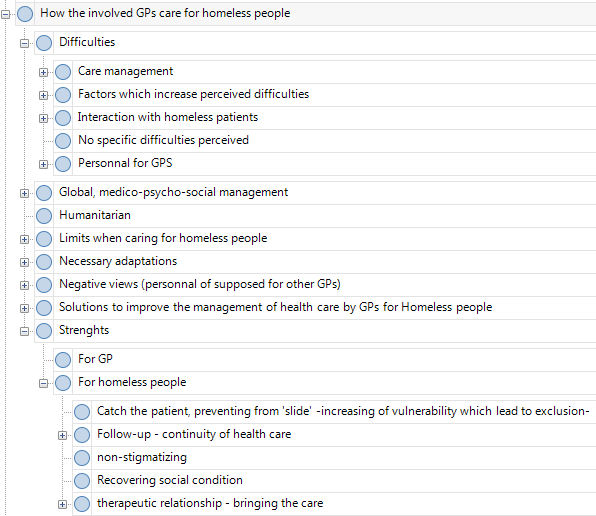 How the involved GPs care for homeless people
Difficulties
Care management
Factors which increase perceived difficulties
Interaction with homeless patients
No specific difficulties perceived
Personnal for GPS
Global, medico-psycho-social management
Humanitarian
Limits when caring for homeless people
Necessary adaptations
Negative views (personnal of supposed for other GPs)
Solutions to improve the management of health care by GPs for Homeless people
Strenghts
For GP
For homeless people
Catch the patient, preventing from 'slide' -increasing of vulnerability which lead to exclusion-
Follow-up - continuity of health care
non-stigmatizing
Recovering social condition
therapeutic relationship - bringing the care